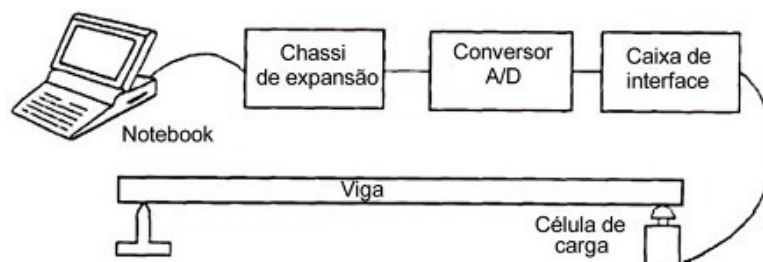 Chassi
de expansão
Conversor
A/D
Caixa de
interface
Notebook
Viga
Célula de
carga